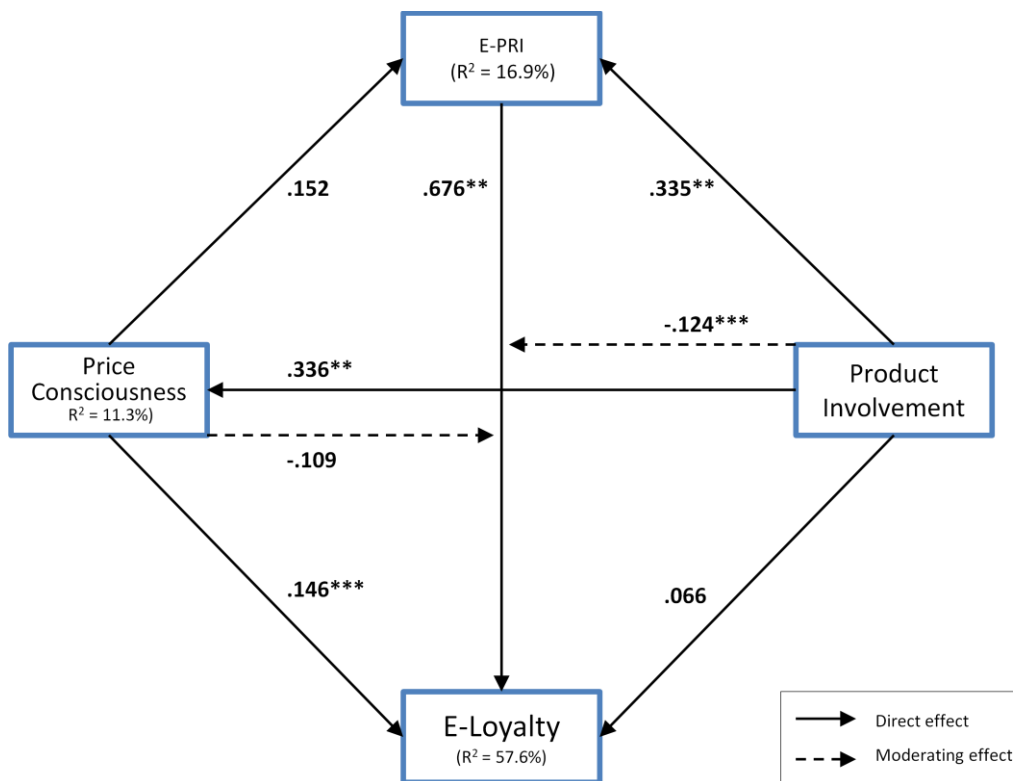 E-PRI
(R² = 16.9%)
.152
.676**
.335**
-.124***
Price
Consciousness
R² = 11.3%)
.336**
Product
Involvement
-.109
.146***
.066
E-Loyalty
(R² = 57.6%)
Direct effect
Moderating effect